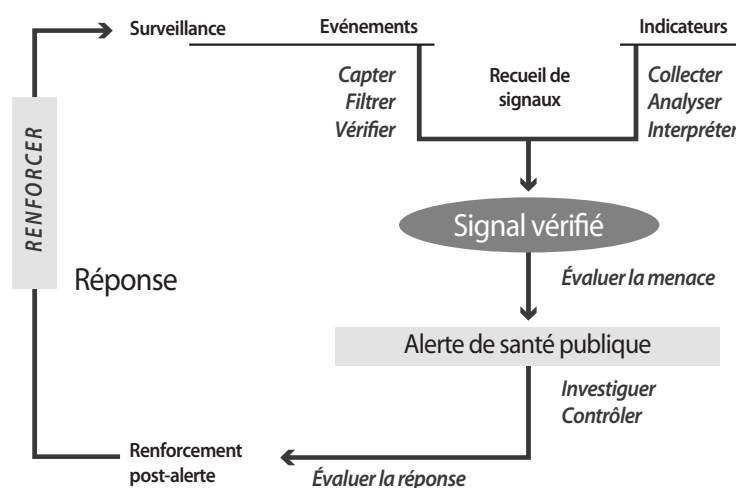 Surveillance
Evénements
Indicateurs
Capter
Filtrer
Vérifier
Recueil de
signaux
Collecter
Analyser
Interpréter
RENFORCER
Signal vérifié
Réponse
Évaluer la menace
Alerte de santé publique
Investiguer
Contrôler
Renforcement
post-alerte
Évaluer la réponse